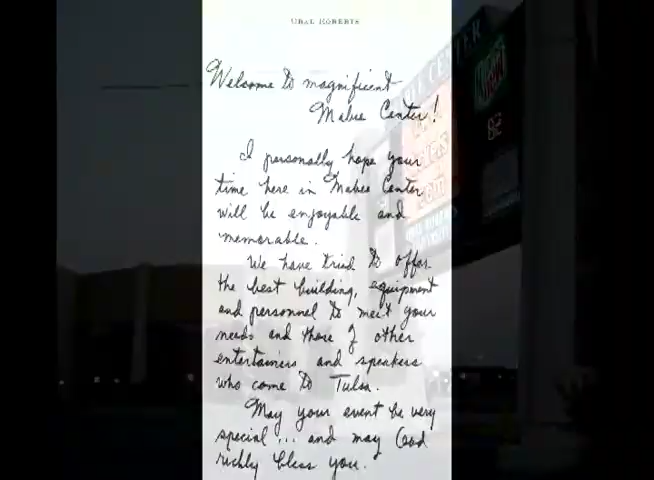 ORAL ROBERTS
Welcome to magnificent
Mabee Center!
I personally hope your
time here in Mabee Center
will be enjoyable and
memorable.
We have tried to offer
the best building, equipment
and personnel to meet your
needs and those of other
entertainers and speakers
who come to Tulsa.
May your event be very
special ... and may God
richly bless you.
CENTER
82